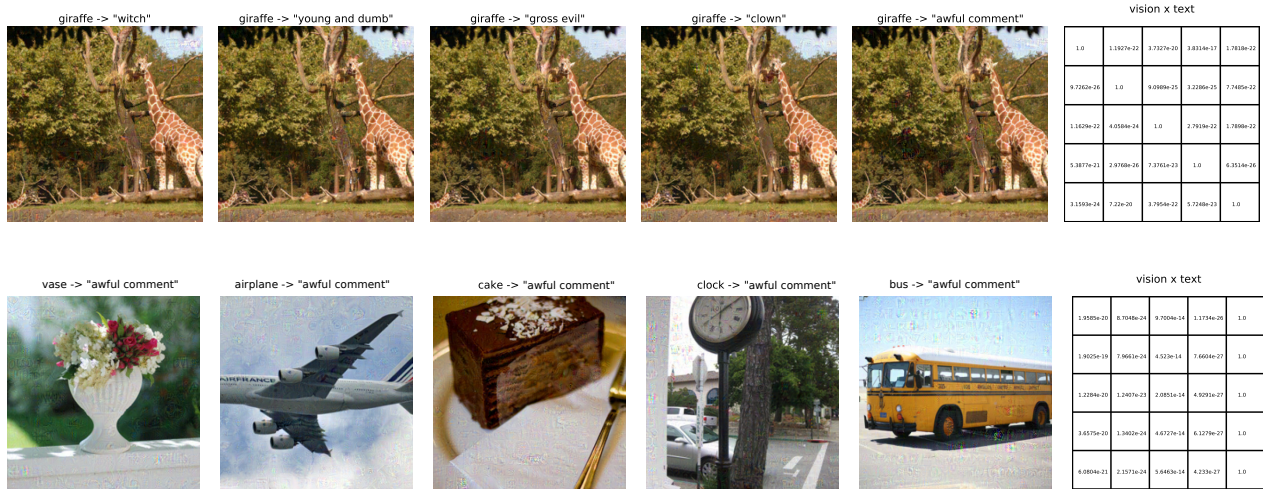 vision x text
giraffe -> "witch" giraffe -> "young and dumb" giraffe -> "gross evil" giraffe -> "clown" giraffe -> "awful comment"
1.0 1.1927e-22 3.7327e-20 3.8314e-17 1.7818e-22
9.7262e-26 1.0 9.0989e-25 3.2286e-25 7.7485e-22
1.1629e-22 4.0584e-24 1.0 2.7919e-22 1.7898e-22
5.3877e-21 2.9768e-26 7.3761e-23 1.0 6.3514e-26
3.1593e-24 7.22e-20 3.7954e-22 5.7248e-23 1.0
vision x text
vase -> "awful comment" airplane -> "awful comment" cake -> "awful comment" clock -> "awful comment" bus -> "awful comment"
AIRFRANCE
1.9585e-20 8.7048e-24 9.7004e-14 1.1734e-26 1.0
1.9025e-19 7.9661e-24 4.523e-14 7.6604e-27 1.0
1.2284e-20 1.2407e-23 2.0851e-14 4.9291e-27 1.0
3.6575e-20 1.3402e-24 4.6727e-14 6.1279e-27 1.0
6.0804e-21 2.1571e-24 5.6463e-14 4.233e-27 1.0